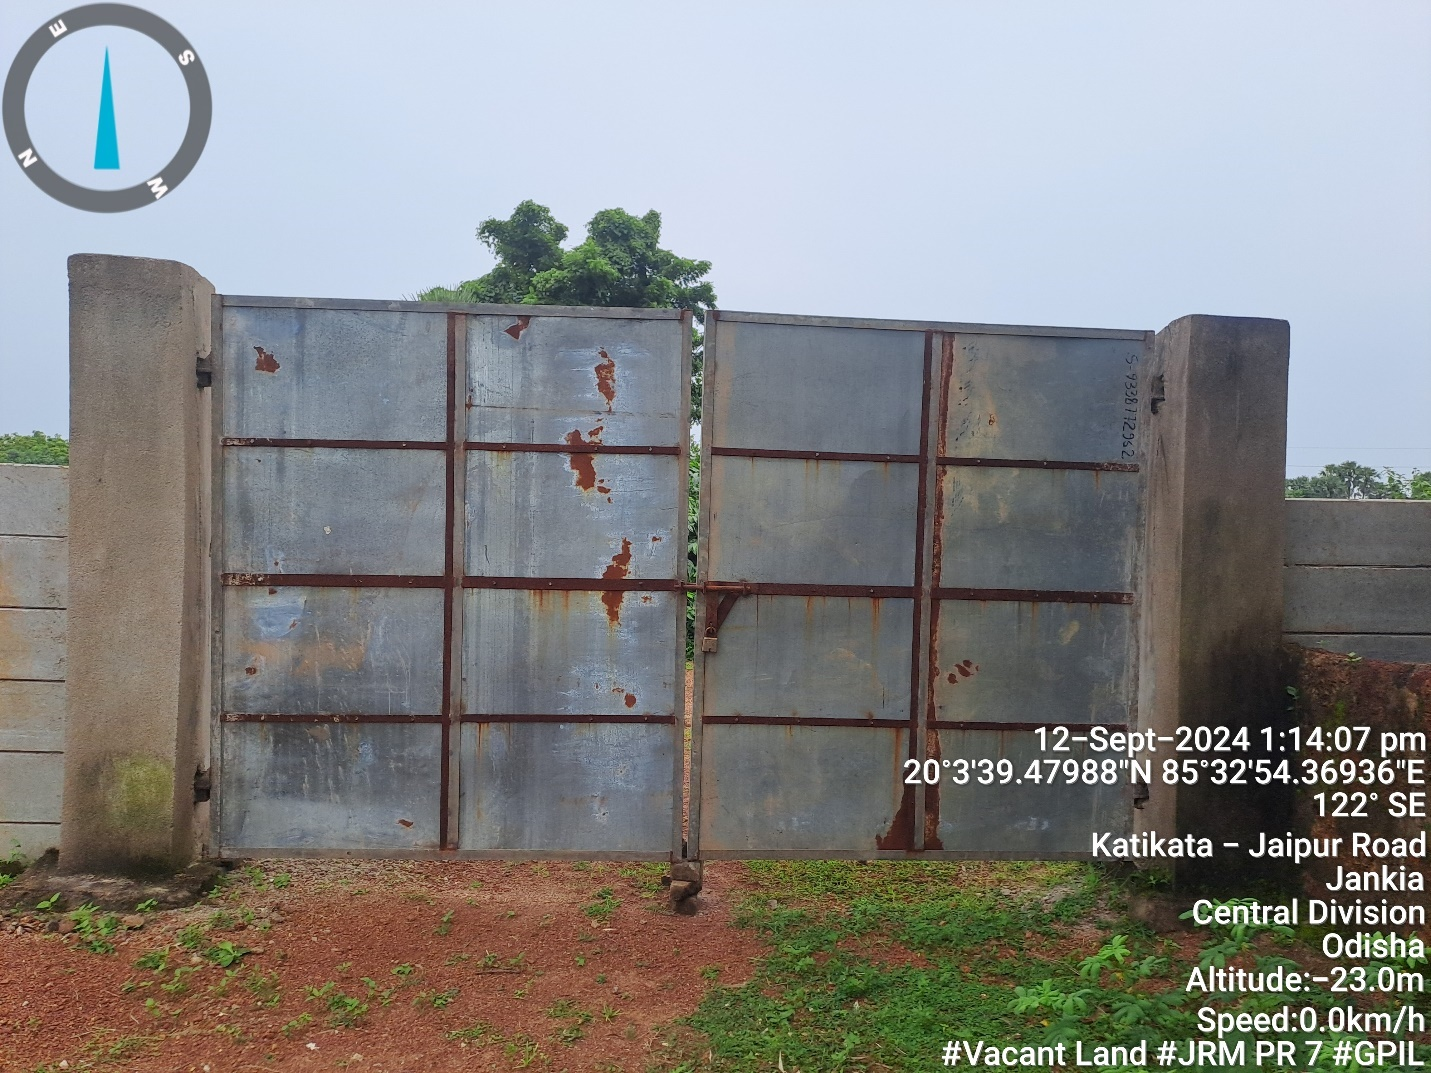 E
S
N
W
12-Sept-2024 1:14:07 pm
20°3'39.47988"N 85°32'54.36936"E
122° SE
Katikata - Jaipur Road
Jankia
Central Division
Odisha
Altitude:-23.0m
Speed:0.0km/h
#Vacant Land #JRM PR 7 #GPIL